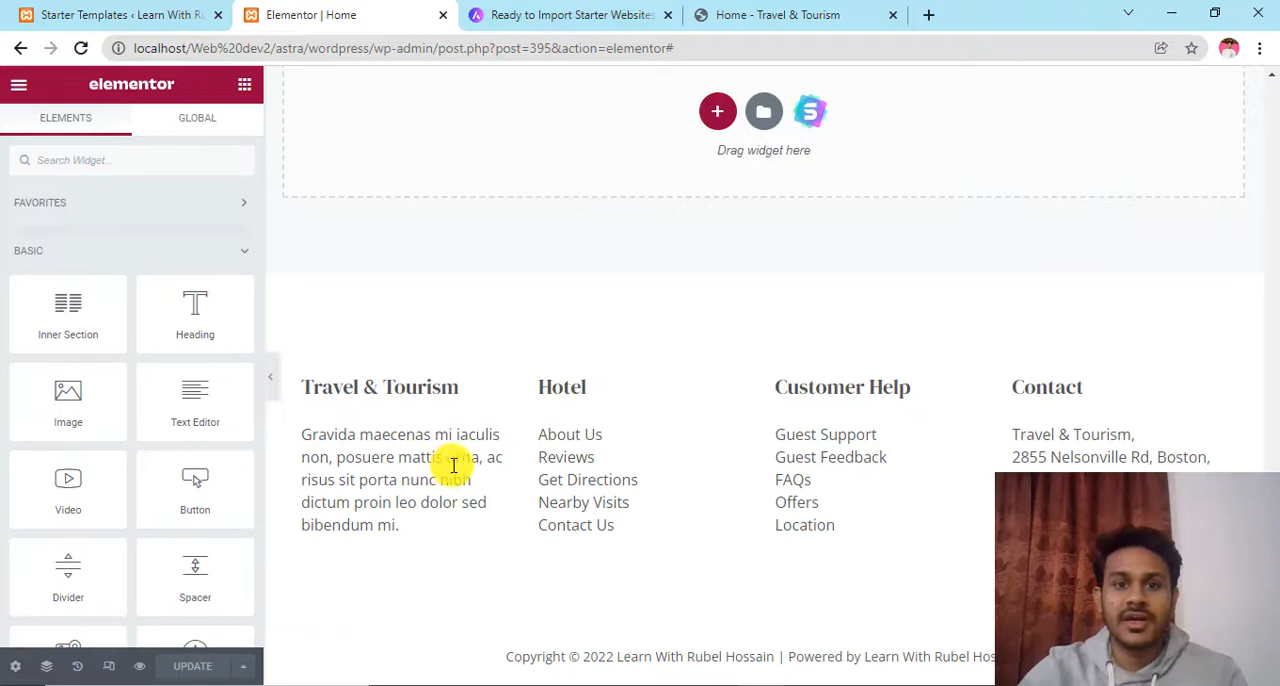 Starter Templates ‹ Learn With Ru
Elementor | Home
Ready to Import Starter Websites
Home - Travel & Tourism
localhost/Web%20dev2/astra/wordpress/wp-admin/post.php?post=395&action=elementor#
elementor
ELEMENTS
GLOBAL
Search Widget...
FAVORITES
BASIC
Inner Section
Heading
Image
Text Editor
Video
Button
Divider
Spacer
UPDATE
Drag widget here
Travel & Tourism
Gravida maecenas mi iaculis
non, posuere mattis urna, ac
risus sit porta nunc nibh
dictum proin leo dolor sed
bibendum mi.
Hotel
About Us
Reviews
Get Directions
Nearby Visits
Contact Us
Customer Help
Guest Support
Guest Feedback
FAQs
Offers
Location
Contact
Travel & Tourism,
2855 Nelsonville Rd, Boston,
Copyright © 2022 Learn With Rubel Hossain | Powered by Learn With Rubel Hos